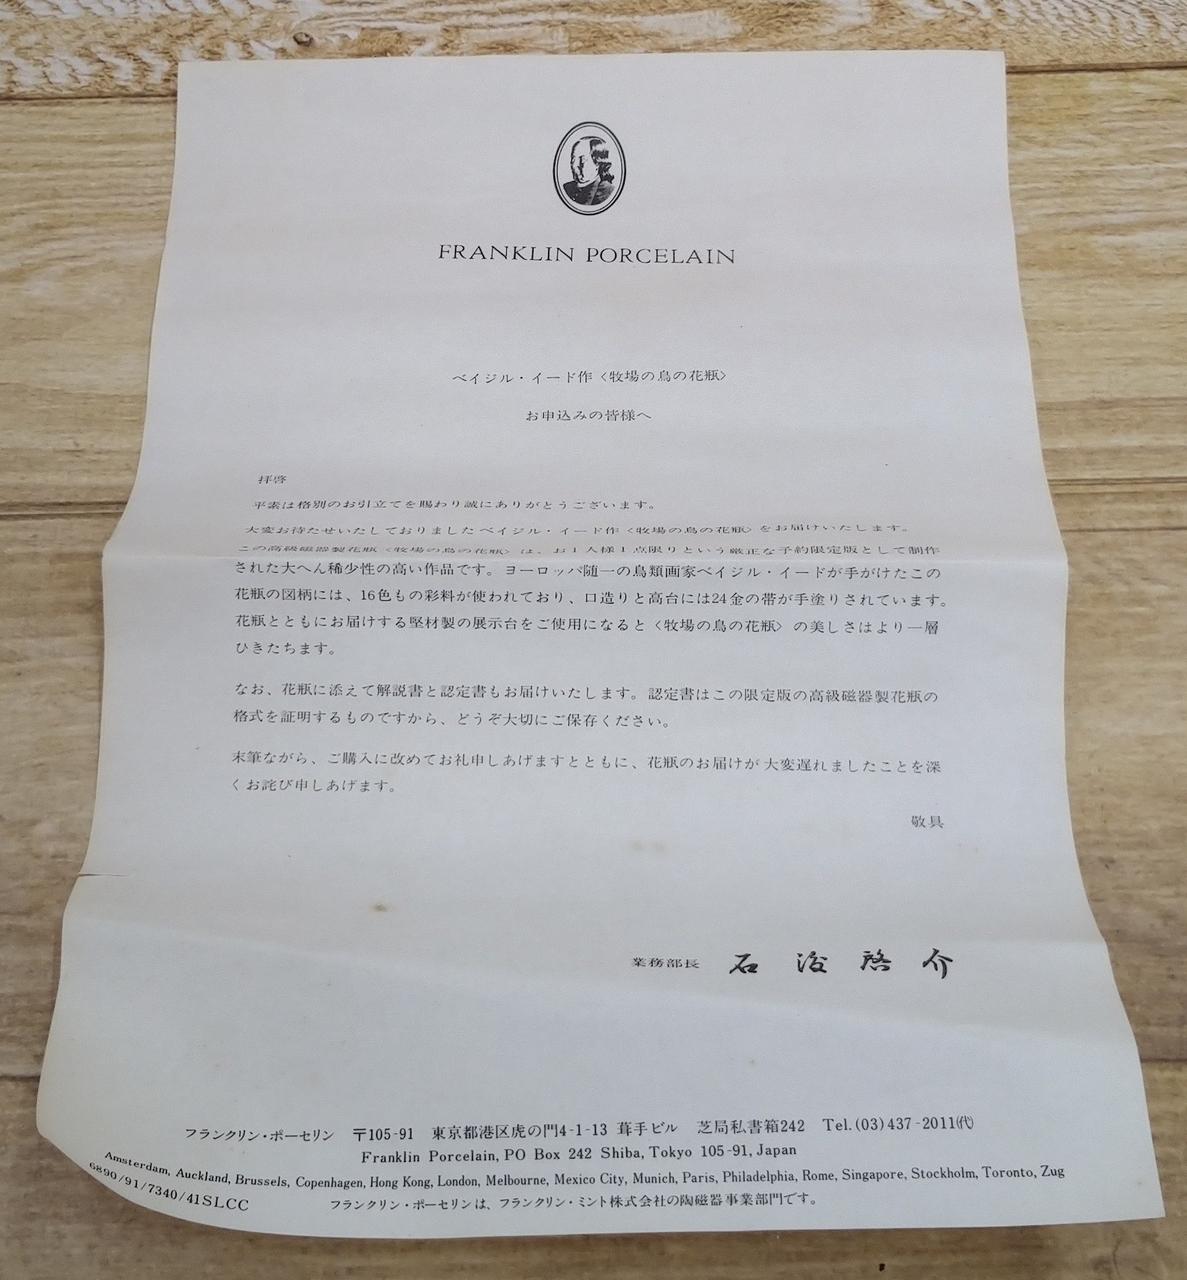 FRANKLIN PORCELAIN
ベイジル・イード作〈牧場の鳥の花瓶〉
お申込みの皆様へ
拝啓
平素は格別のお引立てを賜わり誠にありがとうございます。
大変お待たせいたしておりましたベイジル・イード作〈牧場の鳥の花瓶〉をお届けいたします。
この高級磁器製花瓶〈牧場の鳥の花瓶〉は、お1人様1点限りという厳正な予約限定版として制作
された大へん稀少性の高い作品です。ヨーロッパ随一の鳥類画家ベイジル・イードが手がけたこの
花瓶の図柄には、16色もの彩料が使われており、口造りと高台には24金の帯が手塗りされています。
花瓶とともにお届けする堅材製の展示台をご使用になると〈牧場の鳥の花瓶〉の美しさはより一層
ひきたちます。
なお、花瓶に添えて解説書と認定書もお届けいたします。認定書はこの限定版の高級磁器製花瓶の
格式を証明するものですから、どうぞ大切にご保存ください。
末筆ながら、ご購入に改めてお礼申しあげますとともに、花瓶のお届けが大変遅れましたことを深
くお詫び申しあげます。
敬具
業務部長 石 啓 介
フランクリン・ポーセリン 〒105-91 東京都港区虎の門4-1-13 葺手ビル 芝局私書箱242 Tel.(03)437-2011(代)
Franklin Porcelain, PO Box 242 Shiba, Tokyo 105-91, Japan
Amsterdam, Auckland, Brussels, Copenhagen, Hong Kong, London, Melbourne, Mexico City, Munich, Paris, Philadelphia, Rome, Singapore, Stockholm, Toronto, Zug
6890/91/7340/41SLCC フランクリン・ポーセリンは、フランクリン・ミント株式会社の陶磁器事業部門です。